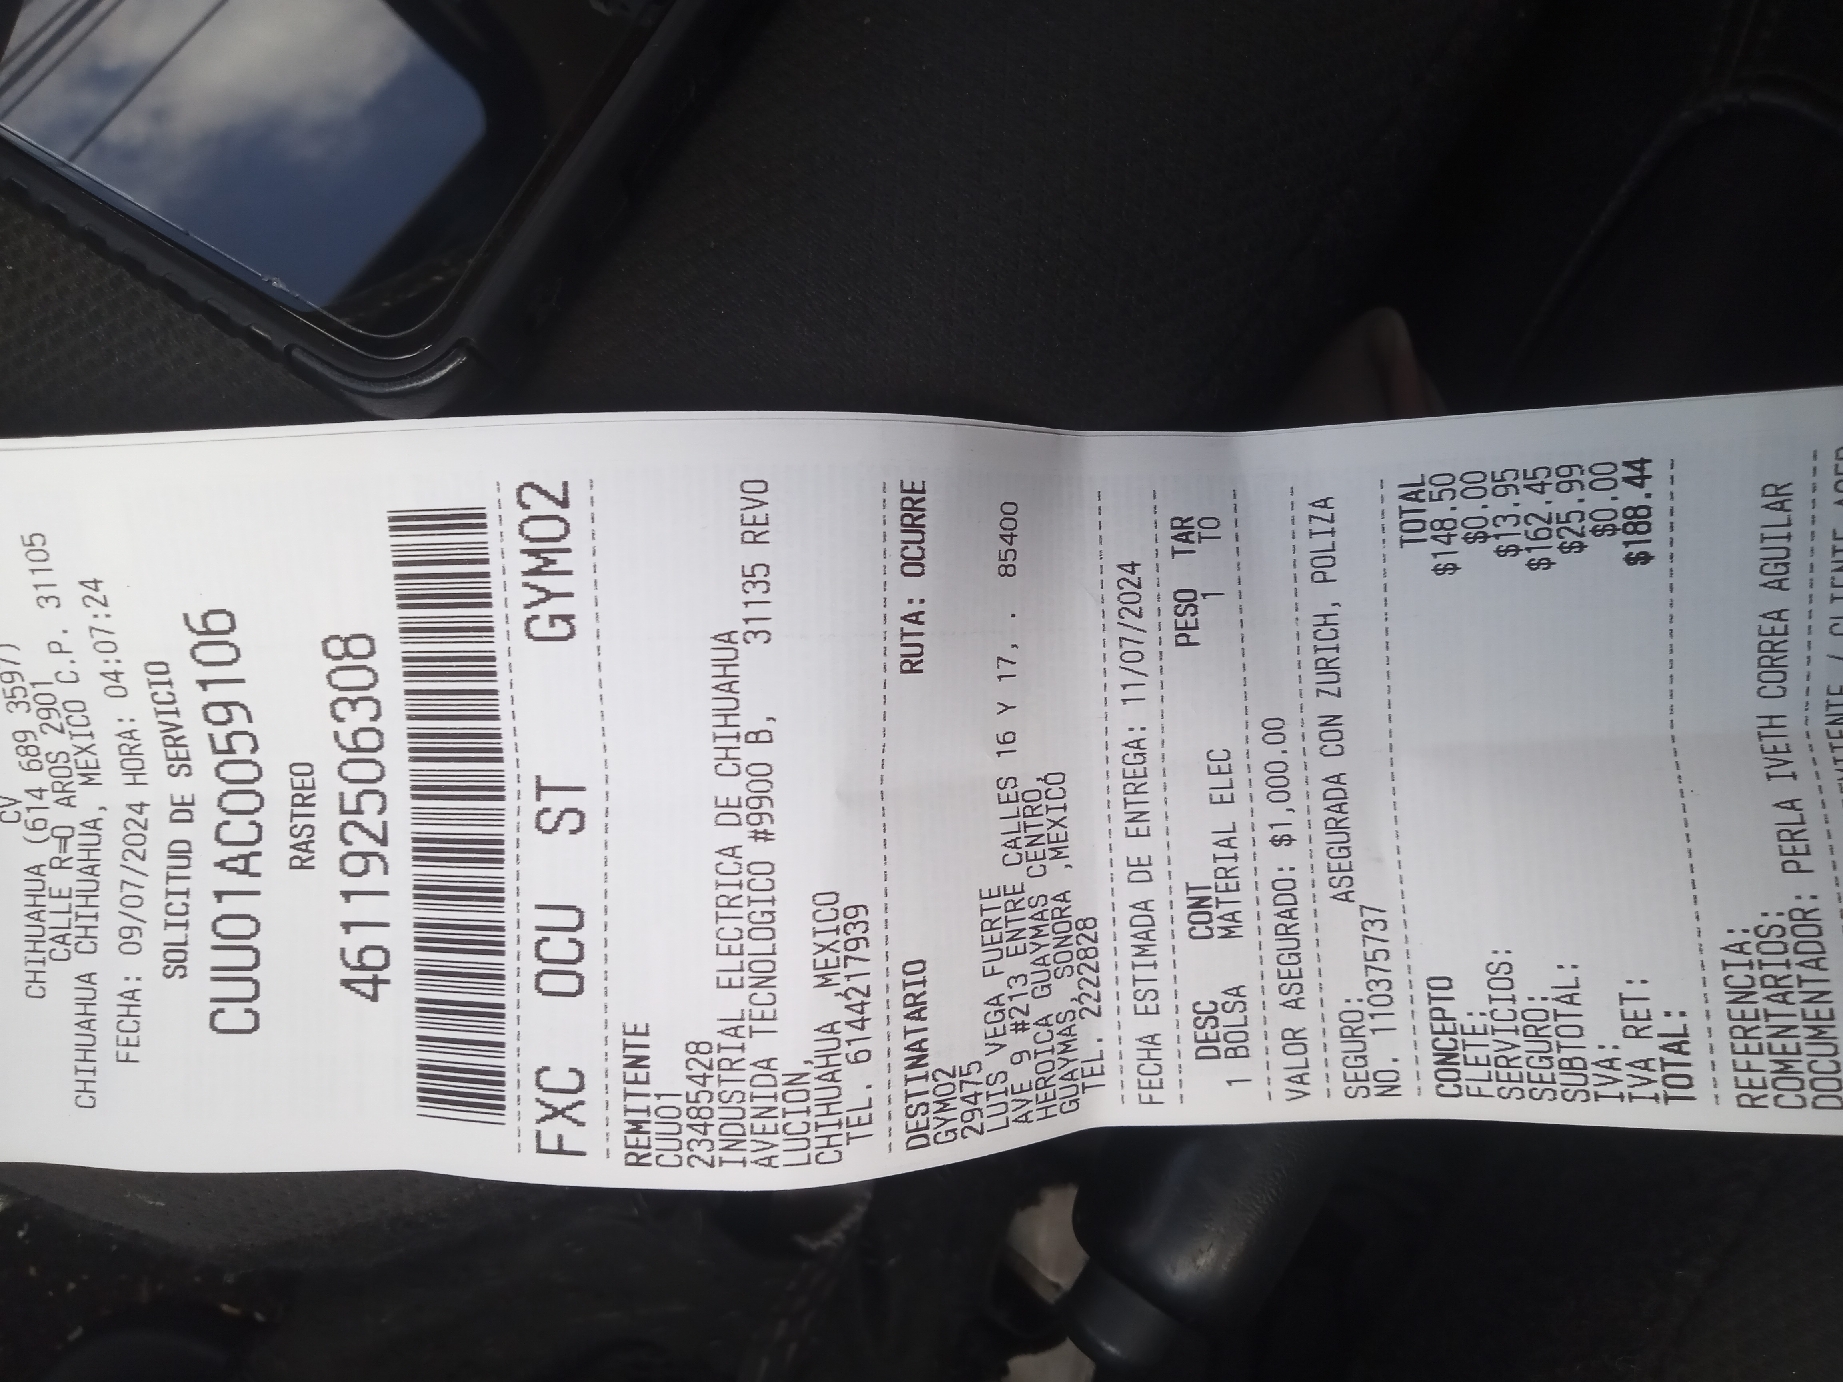 CV
CHIHUAHUA (614 689 3597)
CALLE R=O AROS 2901
CHIHUAHUA CHIHUAHUA, MEXICO C.P. 31105
FECHA: 09/07/2024 HORA: 04:07:24
SOLICITUD DE SERVICIO
CUU01AC00591​06
RASTREO
461192506308
FXC OCU ST GYM02
REMITENTE
CUU01
23485428
INDUSTRIAL ELECTRICA DE CHIHUAHUA
AVENIDA TECNOLOGICO #9900 B, 31135 REVO
LUCION,
CHIHUAHUA ,MEXICO
TEL. 6144217939
DESTINATARIO RUTA: OCURRE
GYM02
29475
LUIS VEGA FUERTE
AVE 9 #213 ENTRE CALLES 16 Y 17, . 85400
HEROICA GUAYMAS CENTRO,
GUAYMAS, SONORA ,MEXICO
TEL. 2222828
FECHA ESTIMADA DE ENTREGA: 11/07/2024
DESC CONT PESO TAR
1 BOLSA MATERIAL ELEC 1 TO
VALOR ASEGURADO: $1,000.00
SEGURO: ASEGURADA CON ZURICH, POLIZA
NO. 110375737
CONCEPTO TOTAL
FLETE: $148.50
SERVICIOS: $0.00
SEGURO: $13.95
SUBTOTAL: $162.45
IVA: $25.99
IVA RET: $0.00
TOTAL: $188.44
REFERENCIA:
COMENTARIOS:
DOCUMENTADOR: PERLA IVETH CORREA AGUILAR